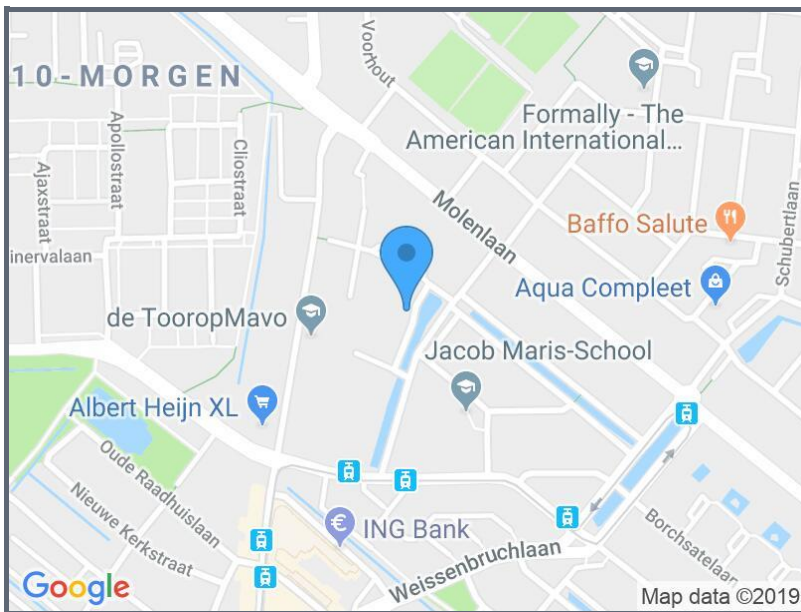 Voorhout
10-MORGEN
Formally - The
American International...
Apollostraat
Cliostraat
Ajaxstraat
Molenlaan
Baffo Salute
Schubertlaan
inervalaan
Aqua Compleet
de TooropMavo
Jacob Maris-School
Albert Heijn XL
Oude Raadhuislaan
Nieuwe Kerkstraat
ING Bank
Borchsatelaan
Weissenbruchlaan
Google
Map data ©2019